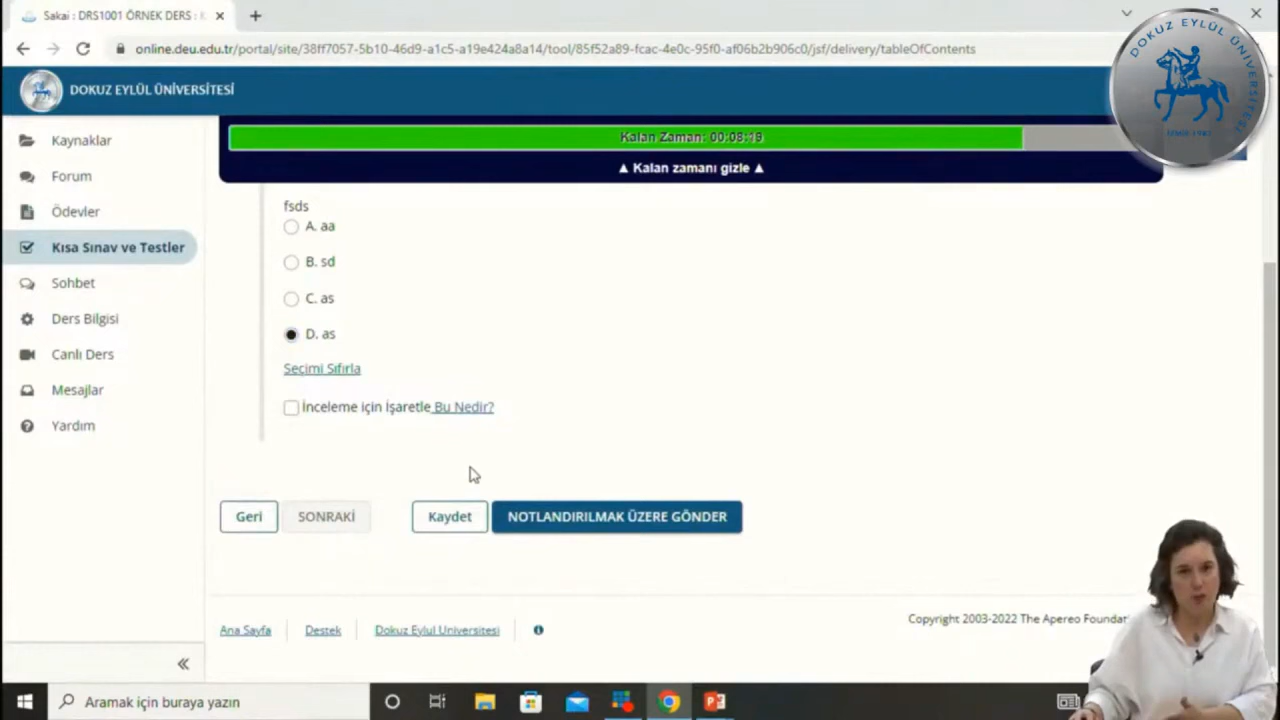 Sakai : DRS1001 ÖRNEK DERS :
online.deu.edu.tr/portal/site/38ff7057-5b10-46d9-a1c5-a19e424a8a14/tool/85f52a89-fcac-4e0c-95f0-af06b2b906c0/jsf/delivery/tableOfContents
DOKUZ EYLÜL ÜNİVERSİTESİ
DOKUZ EYLÜL ÜNİVERSİTESİ
İZMİR-1982
Kalan Zaman: 00:08:19
▲ Kalan zamanı gizle ▲
Kaynaklar
Forum
Ödevler
Kısa Sınav ve Testler
Sohbet
Ders Bilgisi
Canlı Ders
Mesajlar
Yardım
fsds
A. aa
B. sd
C. as
D. as
Seçimi Sıfırla
İnceleme için işaretle Bu Nedir?
Geri
SONRAKİ
Kaydet
NOTLANDIRILMAK ÜZERE GÖNDER
Ana Sayfa
Destek
Dokuz Eylul Universitesi
Copyright 2003-2022 The Apereo
Aramak için buraya yazın